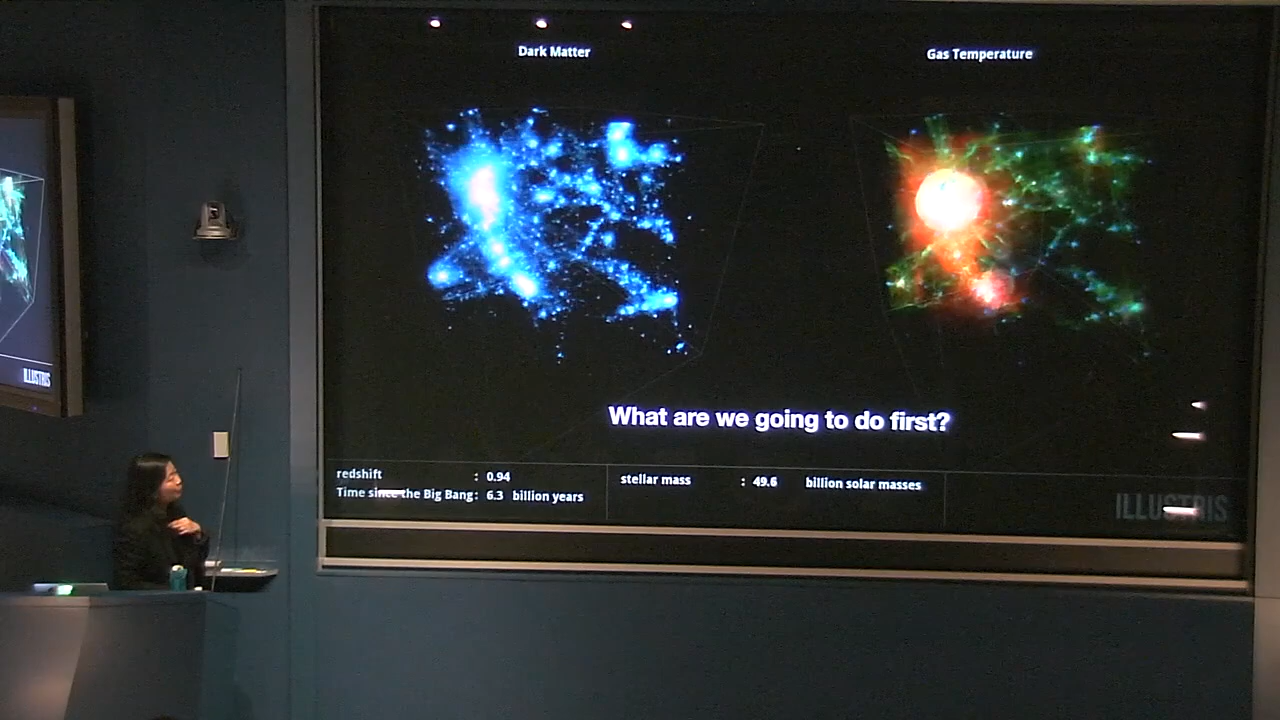 Dark Matter
Gas Temperature
What are we going to do first?
redshift : 0.94
Time since the Big Bang : 6.3 billion years
stellar mass : 49.6 billion solar masses
ILLUSTRIS
ILLUSTRIS